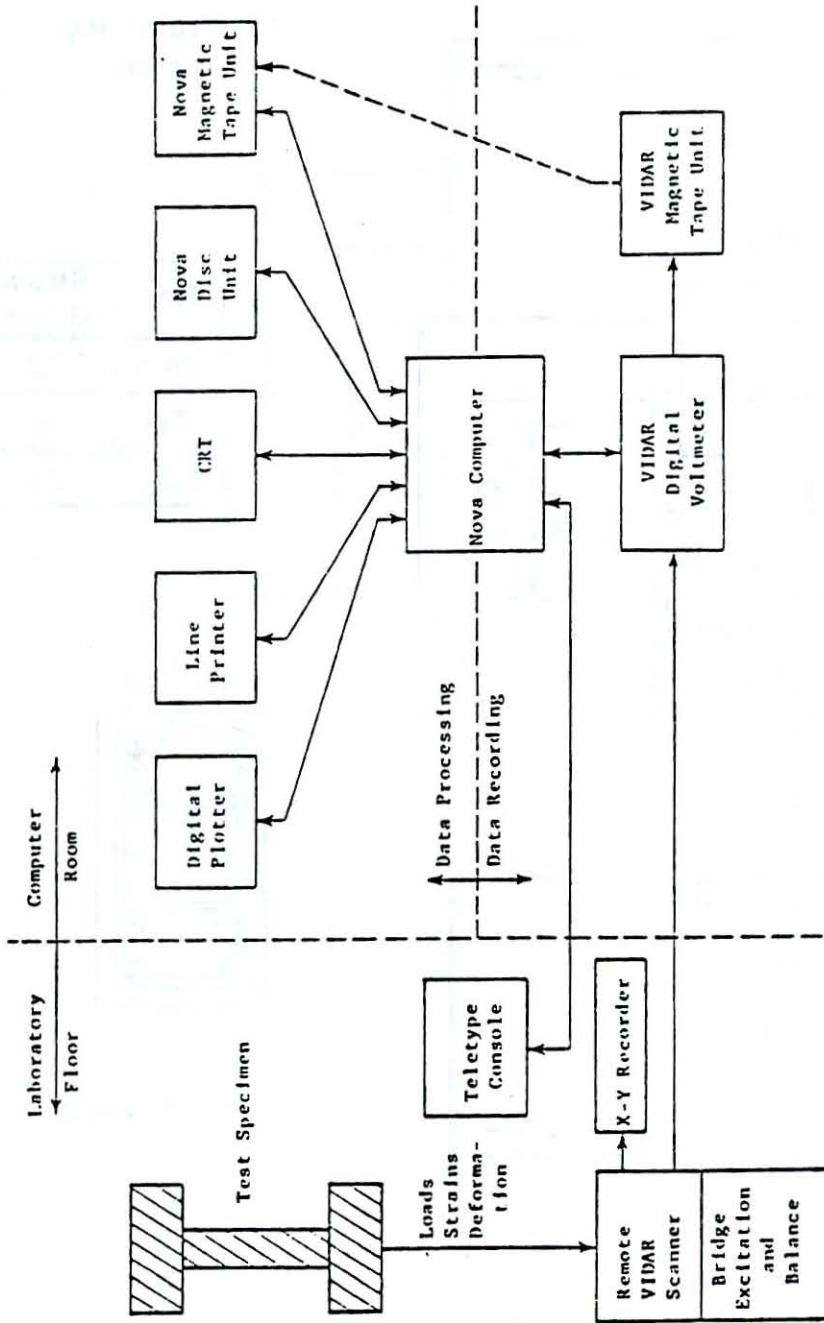 Laboratory
Floor
Computer
Room
Test Specimen
Digital
Plotter
Line
Printer
CRT
Nova
Disc
Unit
Nova
Magnetic
Tape Unit
Loads
Strains
Deforma-
tion
Teletype
Console
Data Processing
Data Recording
Nova Computer
X-Y Recorder
Remote
VIDAR
Scanner
Bridge
Excitation
and
Balance
VIDAR
Digital
Voltmeter
VIDAR
Magnetic
Tape Unit